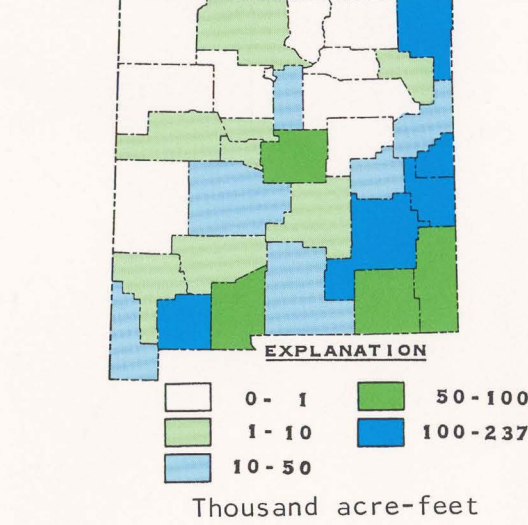 EXPLANATION
0- 1
50-100
1-10
100-237
10-50
Thousand acre-feet